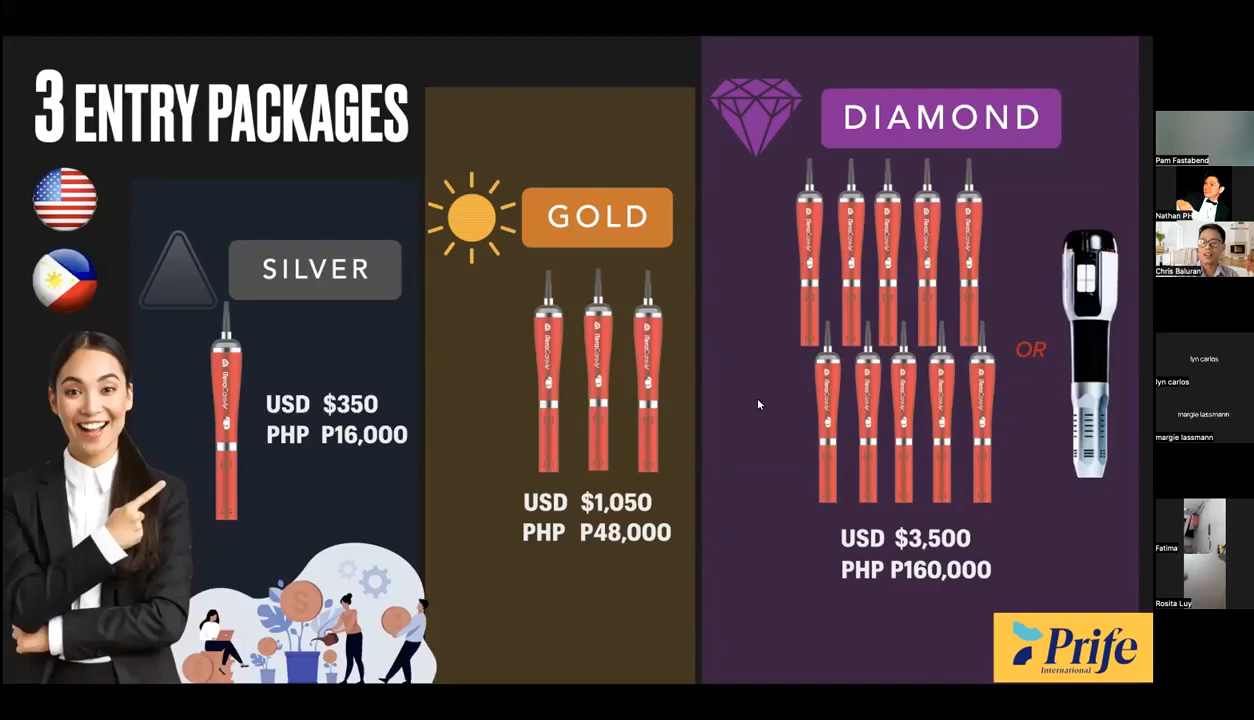 3 ENTRY PACKAGES
SILVER
USD $350
PHP P16,000
GOLD
USD $1,050
PHP P48,000
DIAMOND
OR
USD $3,500
PHP P160,000
Prife
International
iTeraCare
Pam Fastabend
Nathan PH
Chris Baluran
lyn carlos
lyn carlos
margie lassmann
margie lassmann
Fatima
Rosita Luy